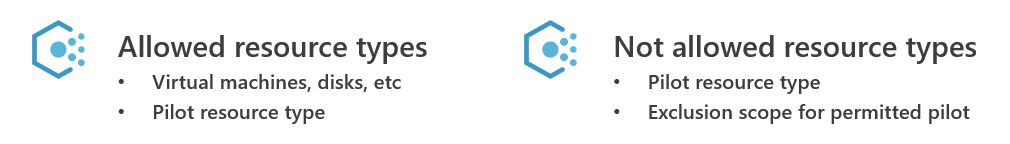 Allowed resource types
• Virtual machines, disks, etc
• Pilot resource type
Not allowed resource types
• Pilot resource type
• Exclusion scope for permitted pilot